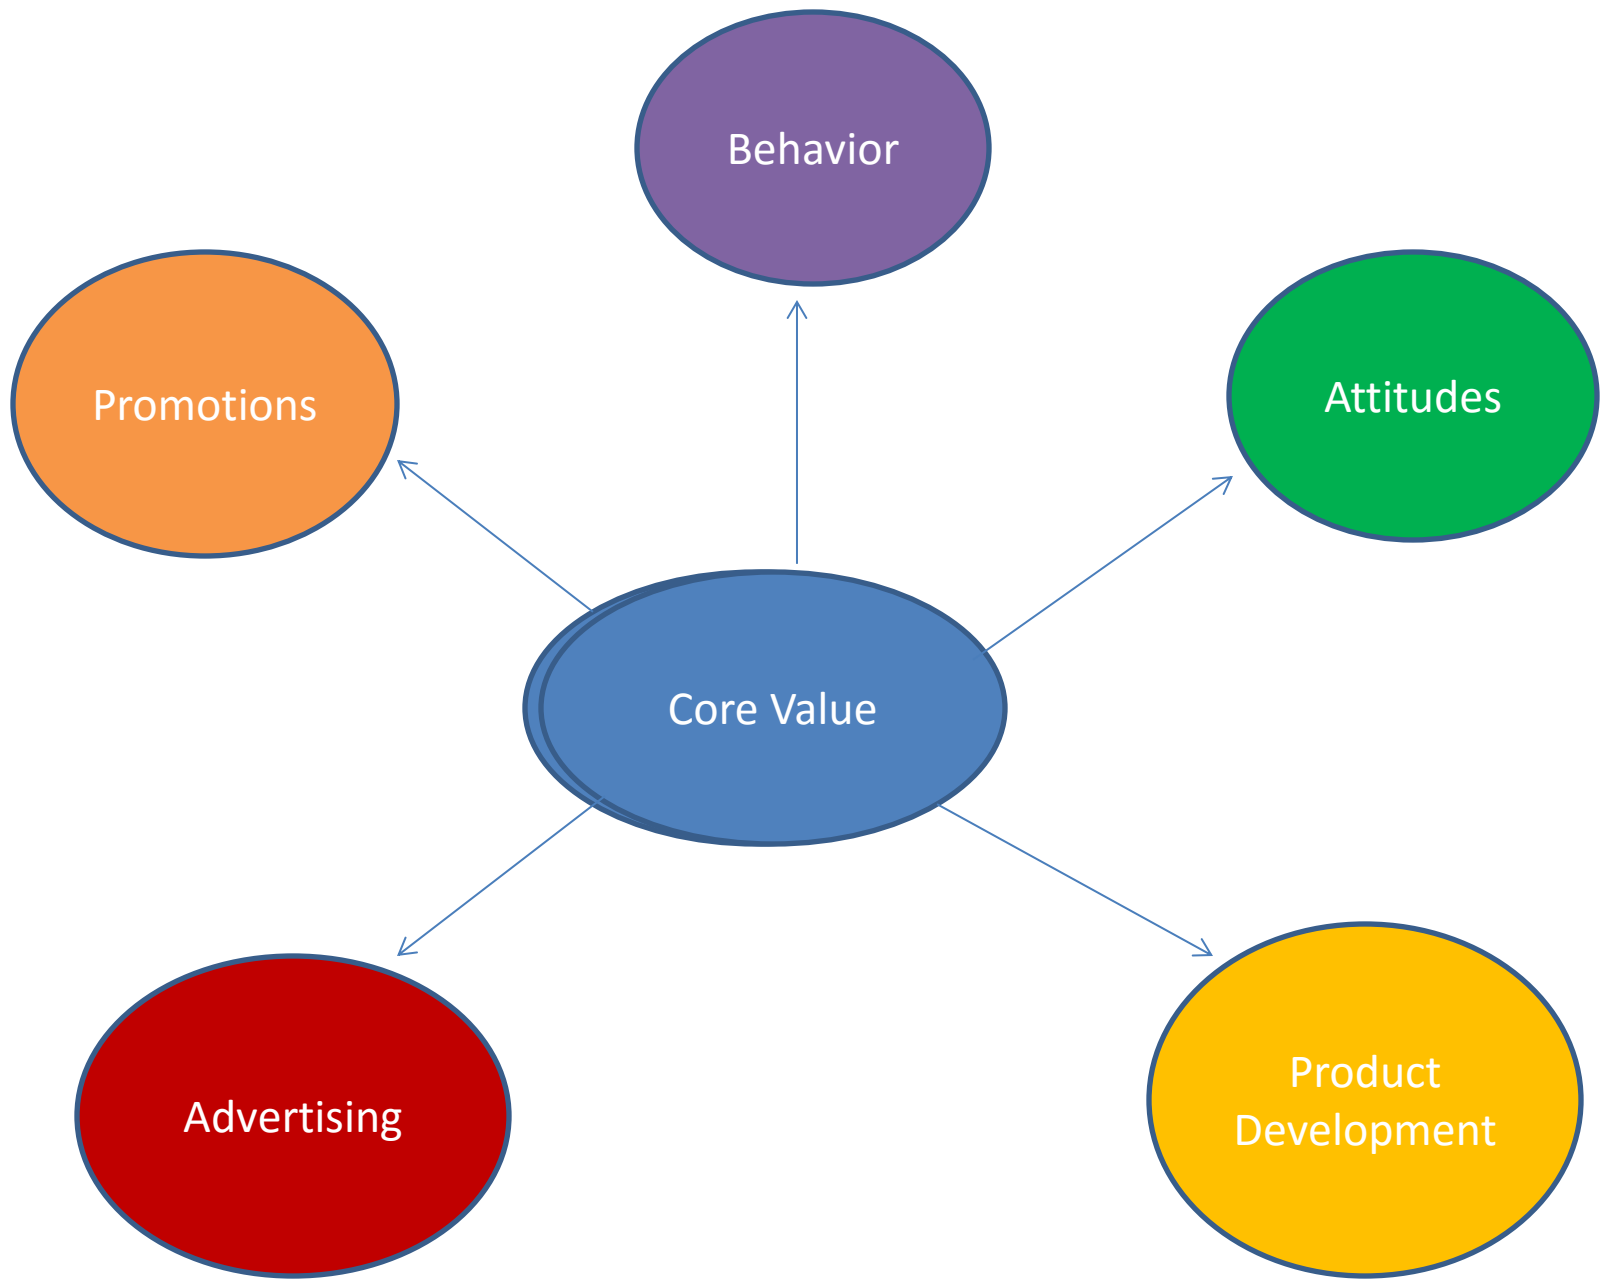 Behavior
Promotions
Attitudes
Core Value
Advertising
Product
Development